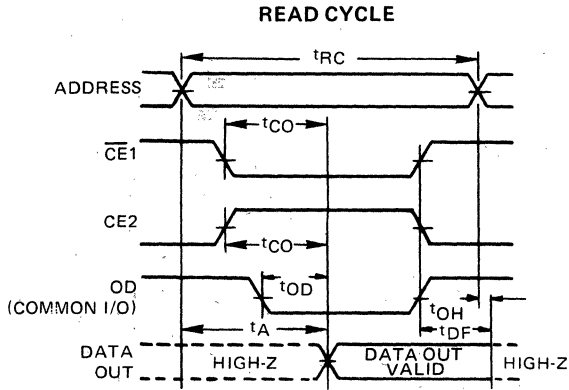 READ CYCLE
tRC
ADDRESS
tCO
CE1
CE2
tCO
tOD
OD
(COMMON I/O)
tOH
tA
tDF
DATA
OUT
HIGH-Z
DATA OUT
VALID
HIGH-Z